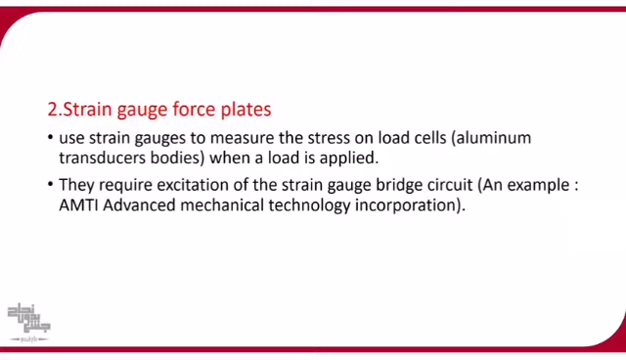 2.Strain gauge force plates
• use strain gauges to measure the stress on load cells (aluminum
transducers bodies) when a load is applied.
• They require excitation of the strain gauge bridge circuit (An example :
AMTI Advanced mechanical technology incorporation).